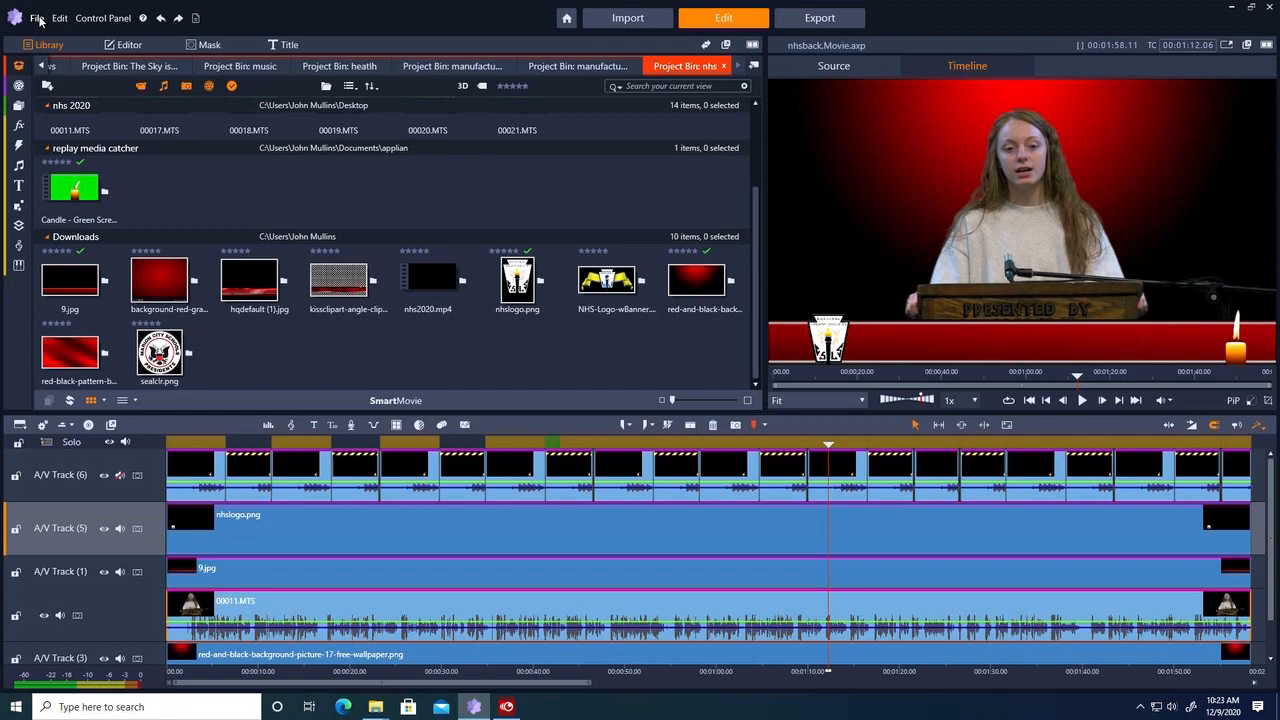 File Edit Control Panel
Import Edit Export
Library Editor Mask Title
nhsback.Movie.axp
[ ] 00:01:58.11 TC 00:01:12.06
Project Bin: The Sky is... Project Bin: music Project Bin: heatlh Project Bin: manufactu... Project Bin: manufactu... Project Bin: nhs x
Source Timeline
3D Search your current view
nhs 2020 C:\Users\John Mullins\Desktop 14 items, 0 selected
00011.MTS 00017.MTS 00018.MTS 00019.MTS 00020.MTS 00021.MTS
replay media catcher C:\Users\John Mullins\Documents\applian 1 items, 0 selected
Candle - Green Scre...
Downloads C:\Users\John Mullins 10 items, 0 selected
9.jpg background-red-gra... hqdefault (1).jpg kissclipart-angle-clip... nhs2020.mp4 nhslogo.png NHS-Logo-wBanner.... red-and-black-back...
red-black-pattern-b... sealclr.png
PRESENTED BY
:00.00 00:00:20.00 00:00:40.00 00:01:00.00 00:01:20.00 00:01:40.00
SmartMovie
Fit 1x PiP
Solo
A/V Track (6)
A/V Track (5) nhslogo.png
A/V Track (1) 9.jpg
00011.MTS
A/V Track (3) red-and-black-background-picture-17-free-wallpaper.png
-60 -22 -16 -10 -6 -3 0
:00.00 00:00:10.00 00:00:20.00 00:00:30.00 00:00:40.00 00:00:50.00 00:01:00.00 00:01:10.00 00:01:20.00 00:01:30.00 00:01:40.00 00:01:50.00 00:02
Type here to search
10:23 AM
12/9/2020